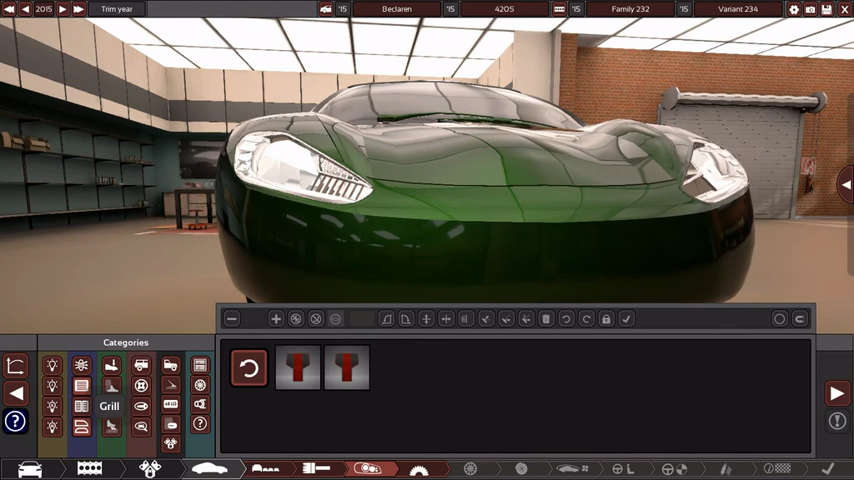 2015 Trim year '15 Beclaren '15 4205 '15 Family 232 '15 Variant 234
Categories
Grill